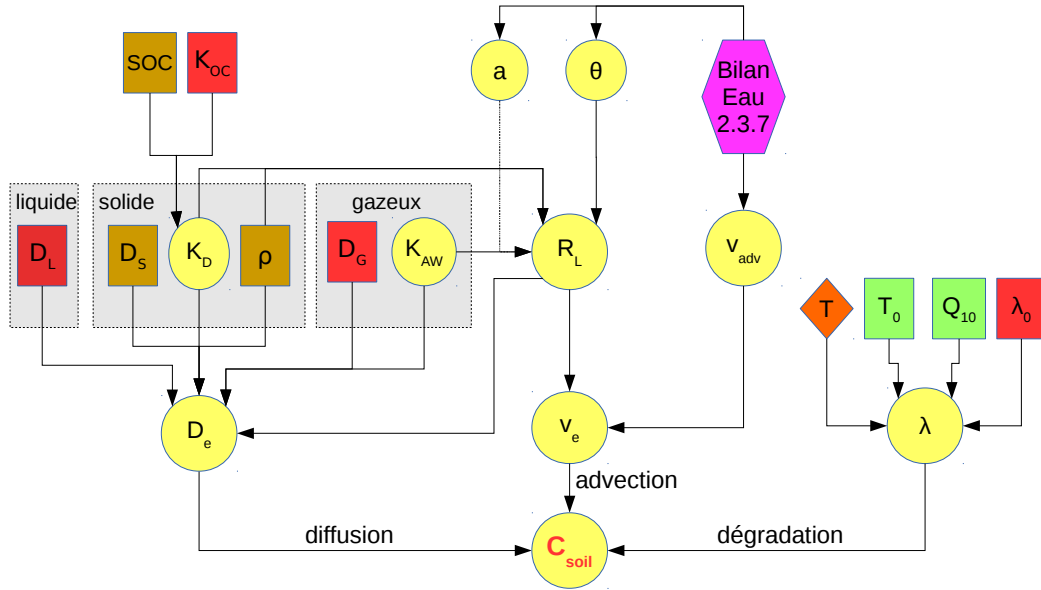 SOC
K_OC
a
θ
Bilan
Eau
2.3.7
liquide
solide
gazeux
D_L
D_S
K_D
ρ
D_G
K_AW
R_L
v_adv
T
T_0
Q_10
λ_0
D_e
v_e
λ
advection
diffusion
dégradation
C_soil